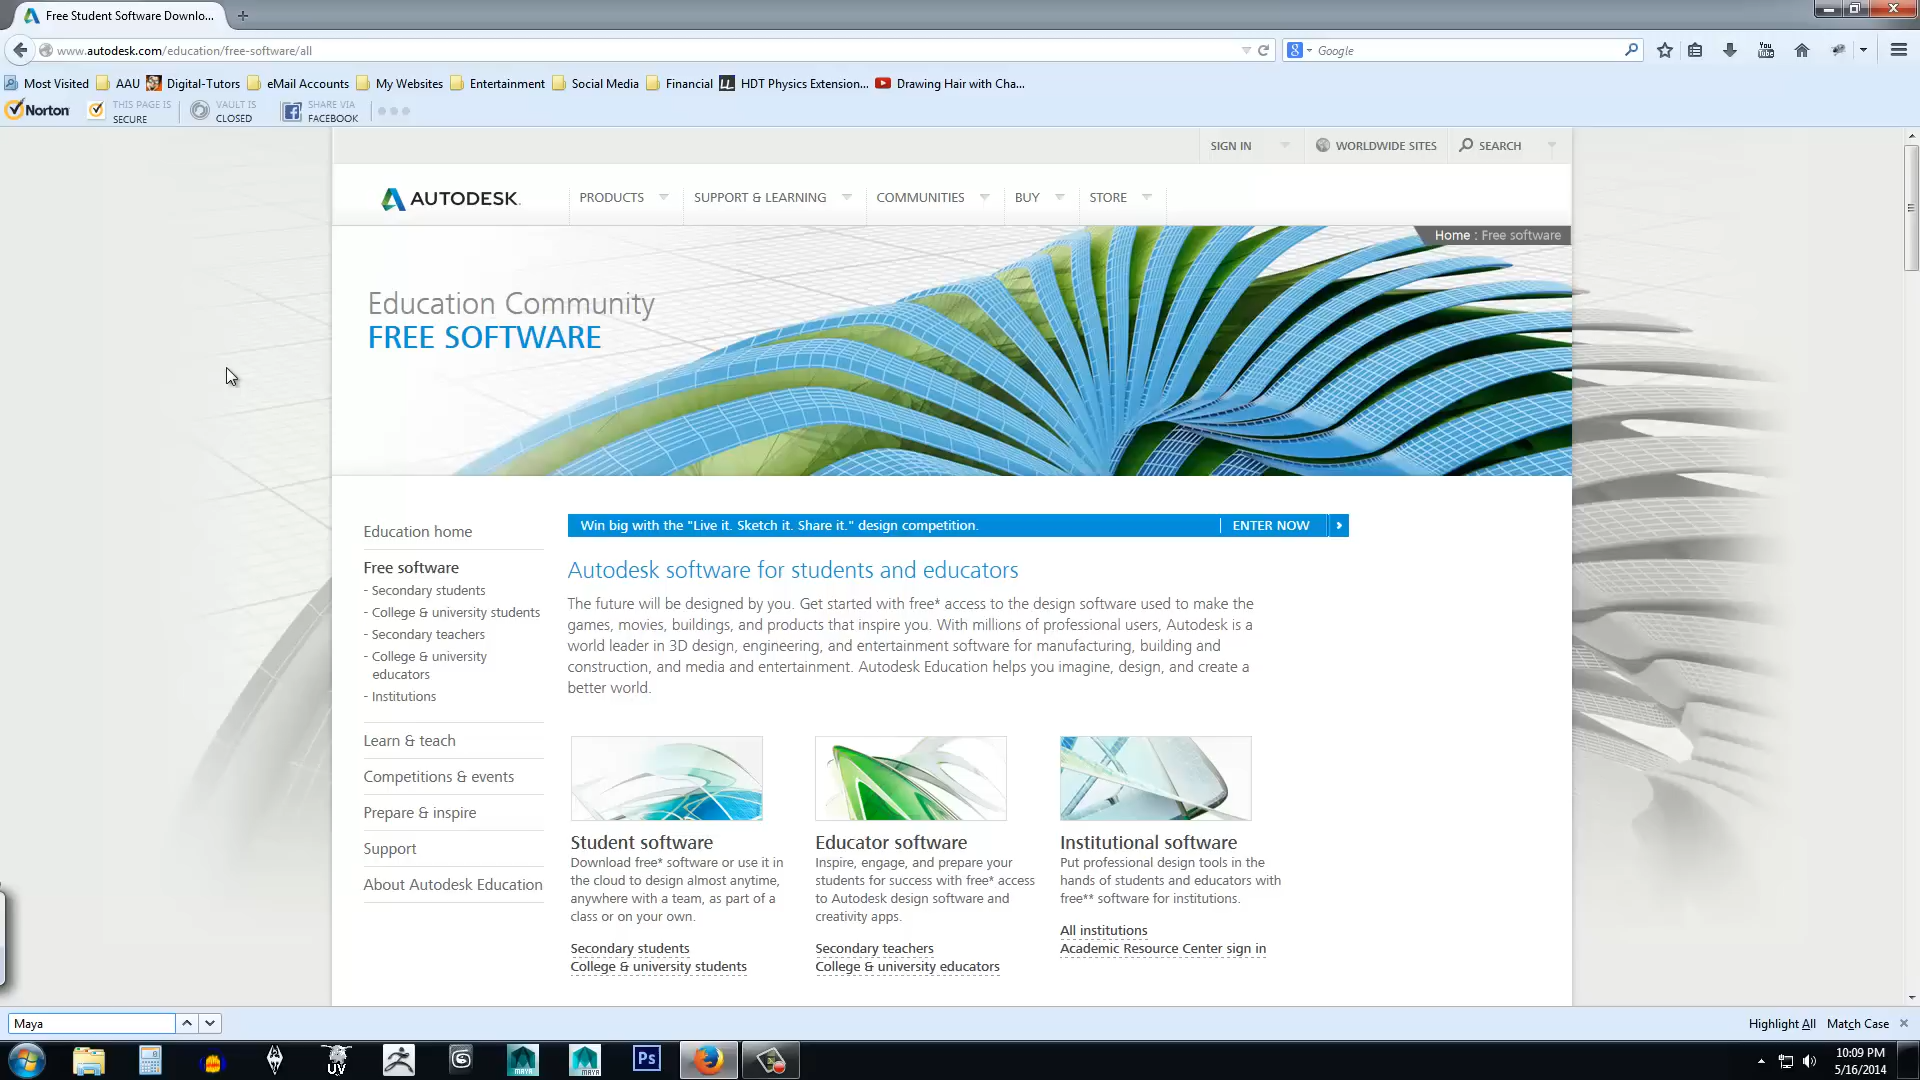 Free Student Software Downlo...
www.autodesk.com/education/free-software/all
Google
Most Visited
AAU
Digital-Tutors
eMail Accounts
My Websites
Entertainment
Social Media
Financial
HDT Physics Extension...
Drawing Hair with Cha...
Norton
THIS PAGE IS
SECURE
VAULT IS
CLOSED
SHARE VIA
FACEBOOK
SIGN IN
WORLDWIDE SITES
SEARCH
AUTODESK.
PRODUCTS
SUPPORT & LEARNING
COMMUNITIES
BUY
STORE
Home : Free software
Education Community
FREE SOFTWARE
Education home
Free software
- Secondary students
- College & university students
- Secondary teachers
- College & university
educators
- Institutions
Learn & teach
Competitions & events
Prepare & inspire
Support
About Autodesk Education
Win big with the "Live it. Sketch it. Share it." design competition.
ENTER NOW
Autodesk software for students and educators
The future will be designed by you. Get started with free* access to the design software used to make the
games, movies, buildings, and products that inspire you. With millions of professional users, Autodesk is a
world leader in 3D design, engineering, and entertainment software for manufacturing, building and
construction, and media and entertainment. Autodesk Education helps you imagine, design, and create a
better world.
Student software
Download free* software or use it in
the cloud to design almost anytime,
anywhere with a team, as part of a
class or on your own.
Secondary students
College & university students
Educator software
Inspire, engage, and prepare your
students for success with free* access
to Autodesk design software and
creativity apps.
Secondary teachers
College & university educators
Institutional software
Put professional design tools in the
hands of students and educators with
free** software for institutions.
All institutions
Academic Resource Center sign in
Maya
Highlight All
Match Case
UV
MAYA
MAYA
Ps
10:09 PM
5/16/2014